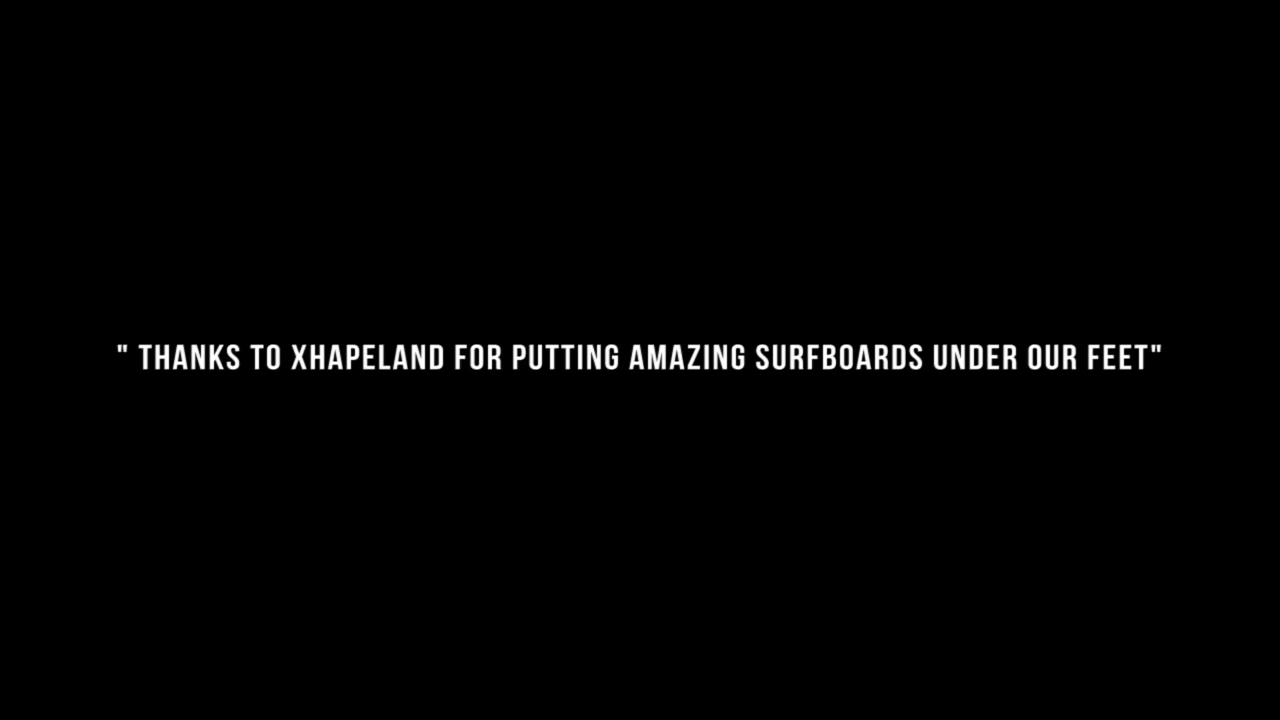 " THANKS TO XHAPELAND FOR PUTTING AMAZING SURFBOARDS UNDER OUR FEET"